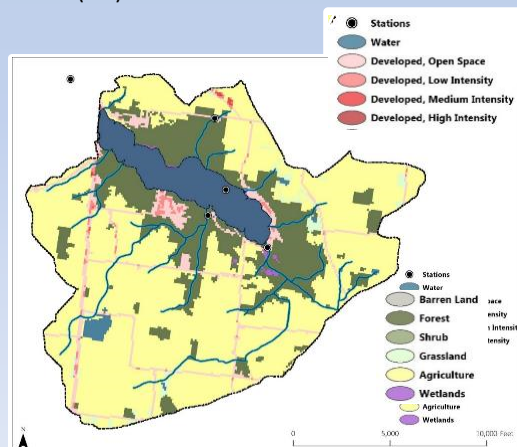 Stations
Water
Developed, Open Space
Developed, Low Intensity
Developed, Medium Intensity
Developed, High Intensity
Stations
Water
Barren Land
Forest
Shrub
Grassland
Agriculture
Wetlands
Agriculture
Wetlands
N
0 5,000 10,000 Feet